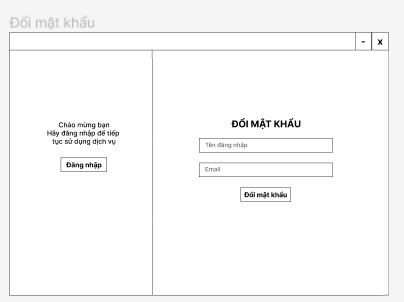 Đổi mật khẩu
- X
Chào mừng bạn
Hãy đăng nhập để tiếp
tục sử dụng dịch vụ
Đăng nhập
ĐỔI MẬT KHẨU
Tên đăng nhập
Email
Đổi mật khẩu